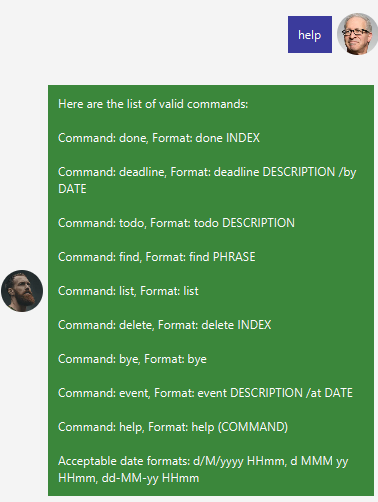 help
Here are the list of valid commands:
Command: done, Format: done INDEX
Command: deadline, Format: deadline DESCRIPTION /by
DATE
Command: todo, Format: todo DESCRIPTION
Command: find, Format: find PHRASE
Command: list, Format: list
Command: delete, Format: delete INDEX
Command: bye, Format: bye
Command: event, Format: event DESCRIPTION /at DATE
Command: help, Format: help (COMMAND)
Acceptable date formats: d/M/yyyy HHmm, d MMM yy
HHmm, dd-MM-yy HHmm